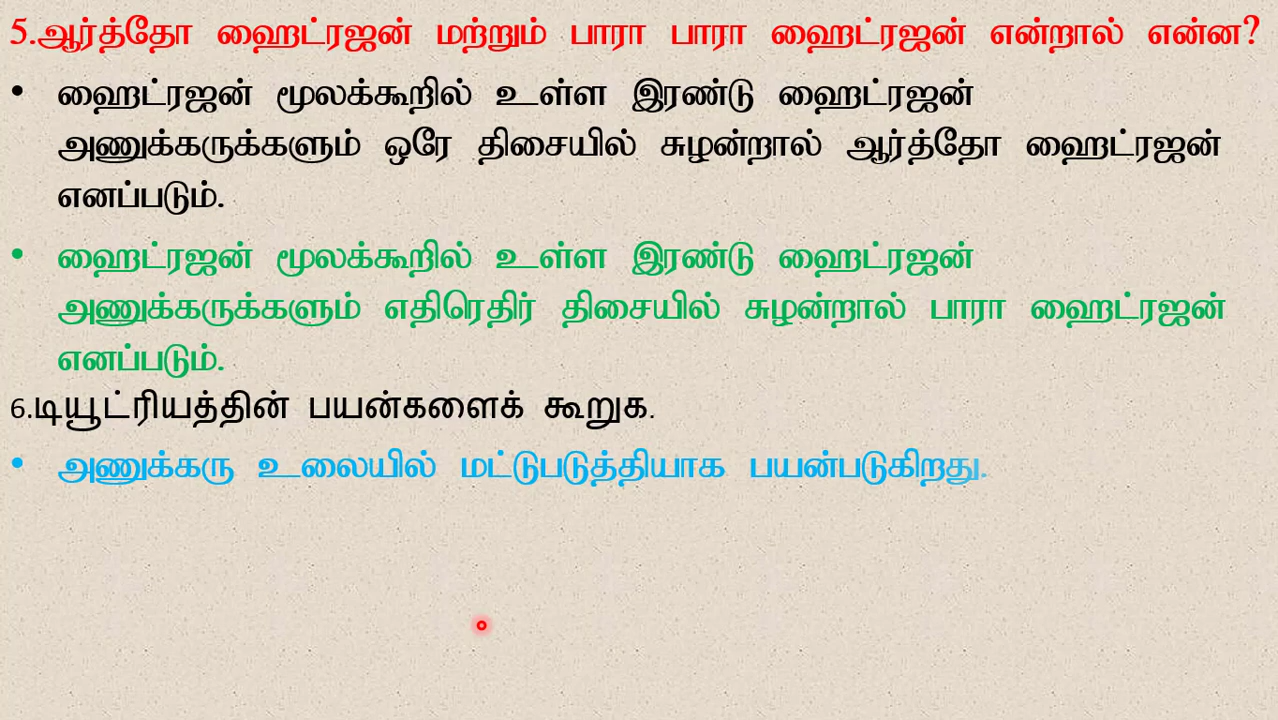 5.ஆர்த்தோ ஹைட்ரஜன் மற்றும் பாரா பாரா ஹைட்ரஜன் என்றால் என்ன?
• ஹைட்ரஜன் மூலக்கூறில் உள்ள இரண்டு ஹைட்ரஜன்
அணுக்கருக்களும் ஒரே திசையில் சுழன்றால் ஆர்த்தோ ஹைட்ரஜன்
எனப்படும்.
• ஹைட்ரஜன் மூலக்கூறில் உள்ள இரண்டு ஹைட்ரஜன்
அணுக்கருக்களும் எதிரெதிர் திசையில் சுழன்றால் பாரா ஹைட்ரஜன்
எனப்படும்.
6.டியூட்ரியத்தின் பயன்களைக் கூறுக.
• அணுக்கரு உலையில் மட்டுபடுத்தியாக பயன்படுகிறது.